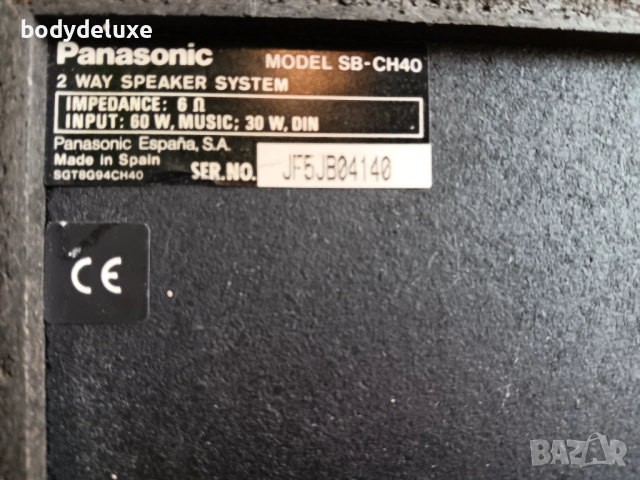 bodydeluxe
Panasonic MODEL SB-CH40
2 WAY SPEAKER SYSTEM
IMPEDANCE: 6 Ω
INPUT: 60 W, MUSIC; 30 W, DIN
Panasonic España, S.A.
Made in Spain
SGT8G94CH40 SER.NO. JF5JB04140
CE
BAZAR